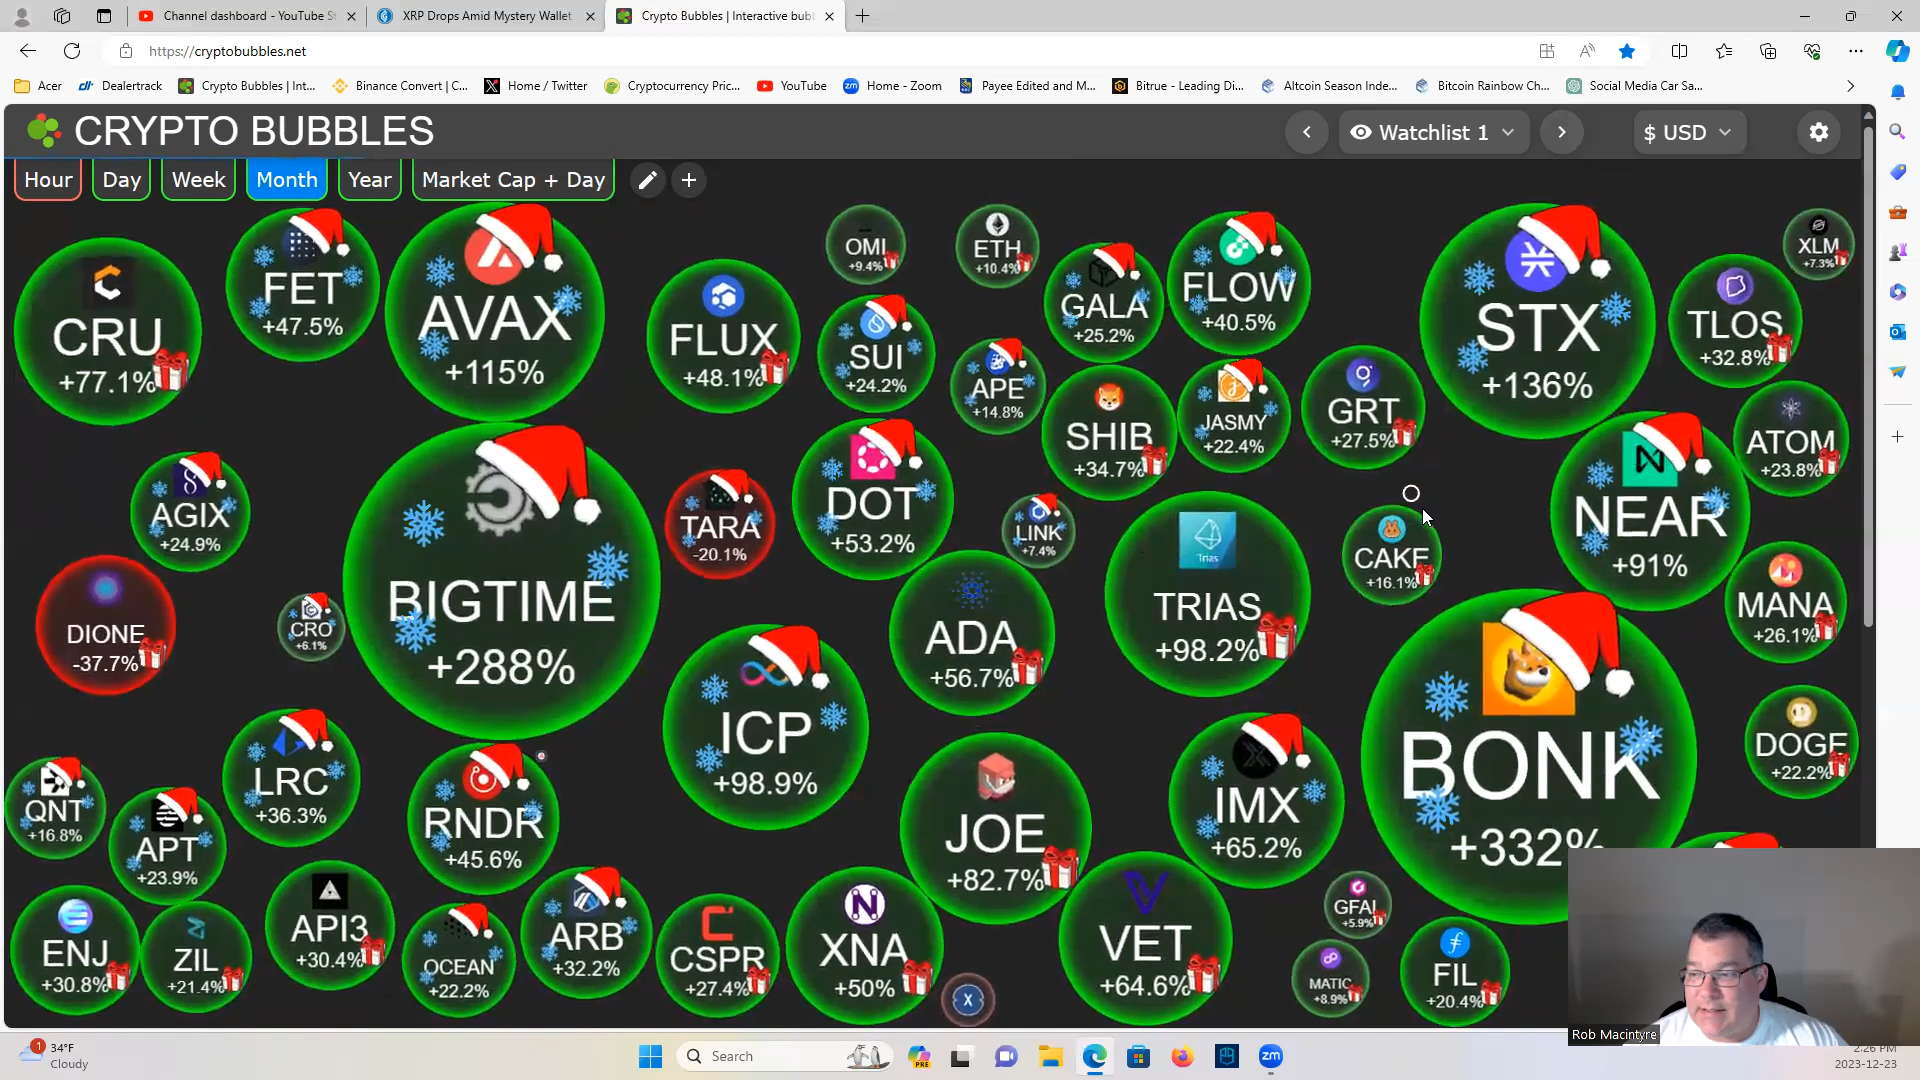 Channel dashboard - YouTube St
XRP Drops Amid Mystery Wallet
Crypto Bubbles | Interactive bub
https://cryptobubbles.net
Acer
Dealertrack
Crypto Bubbles | Int...
Binance Convert | C...
Home / Twitter
Cryptocurrency Pric...
YouTube
Home - Zoom
Payee Edited and M...
Bitrue - Leading Di...
Altcoin Season Inde...
Bitcoin Rainbow Ch...
Social Media Car Sa...
CRYPTO BUBBLES
Watchlist 1
$ USD
Hour
Day
Week
Month
Year
Market Cap + Day
CRU
+77.1%
FET
+47.5%
AVAX
+115%
FLUX
+48.1%
OMI
+9.4%
ETH
+10.4%
SUI
+24.2%
APE
+14.8%
GALA
+25.2%
FLOW
+40.5%
SHIB
+34.7%
JASMY
+22.4%
GRT
+27.5%
STX
+136%
TLOS
+32.8%
XLM
+7.3%
ATOM
+23.8%
NEAR
+91%
AGIX
+24.9%
DIONE
-37.7%
CRO
+6.1%
BIGTIME
+288%
TARA
-20.1%
DOT
+53.2%
LINK
+7.4%
ADA
+56.7%
Trias
TRIAS
+98.2%
CAKE
+16.1%
MANA
+26.1%
BONK
+332%
DOGE
+22.2%
ICP
+98.9%
JOE
+82.7%
IMX
+65.2%
QNT
+16.8%
APT
+23.9%
LRC
+36.3%
RNDR
+45.6%
ENJ
+30.8%
ZIL
+21.4%
API3
+30.4%
OCEAN
+22.2%
ARB
+32.2%
CSPR
+27.4%
XNA
+50%
X
VET
+64.6%
GFAL
+5.9%
MATIC
+8.9%
FIL
+20.4%
Rob Macintyre
1
34°F
Cloudy
Search
PRE
zm
2:26 PM
2023-12-23